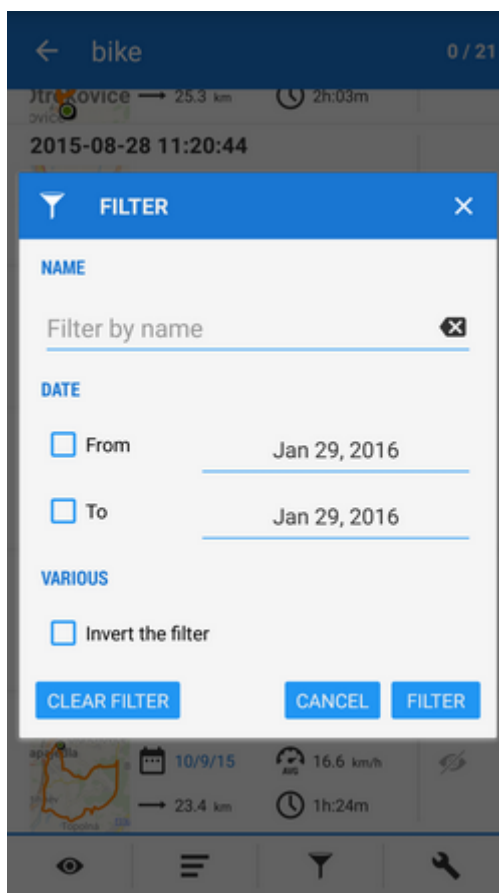 bike 0 / 21
25.3 km 2h:03m
2015-08-28 11:20:44
FILTER
NAME
Filter by name
DATE
From Jan 29, 2016
To Jan 29, 2016
VARIOUS
Invert the filter
CLEAR FILTER CANCEL FILTER
10/9/15 AVG 16.6 km/h
23.4 km 1h:24m
Topolná